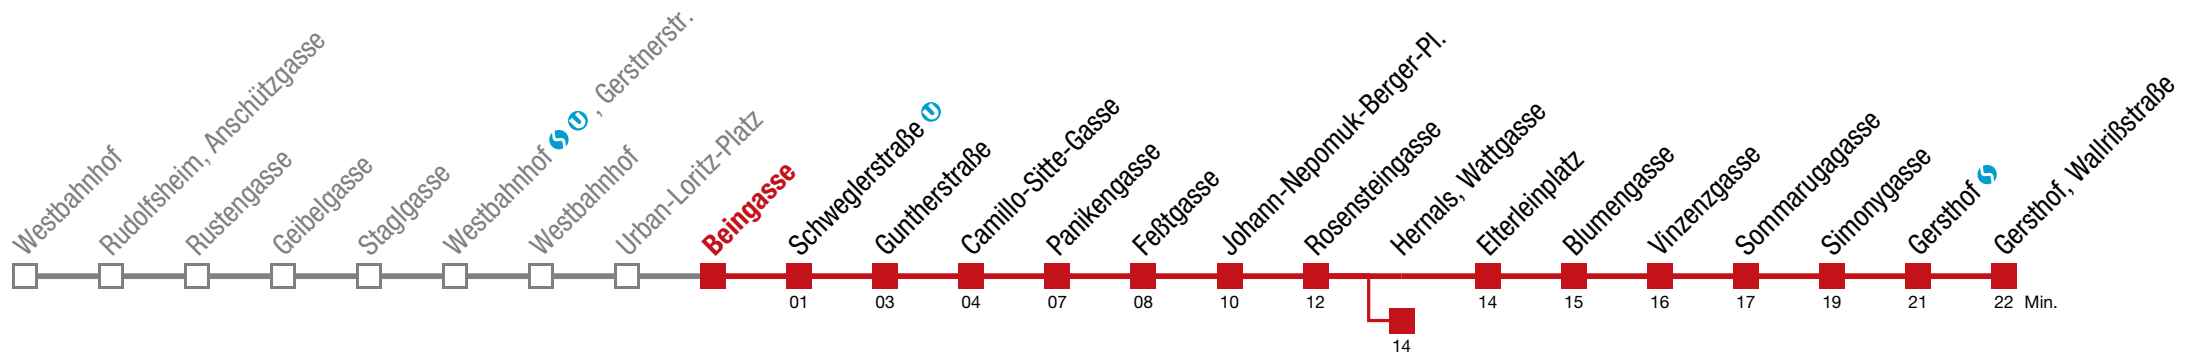 Westbahnhof
Rudolfsheim, Anschützgasse
Rustengasse
Geibelgasse
Staglgasse
Westbahnhof S U , Gerstnerstr.
Westbahnhof
Urban-Loritz-Platz
Beingasse
Schweglerstraße U
Guntherstraße
Camillo-Sitte-Gasse
Panikengasse
Feßtgasse
Johann-Nepomuk-Berger-Pl.
Rosensteingasse
Hernals, Wattgasse
Elterleinplatz
Blumengasse
Vinzenzgasse
Sommarugagasse
Simonygasse
Gersthof S
Gersthof, Wallrißstraße
01 03 04 07 08 10 12 14 15 16 17 19 21 22 Min.
14